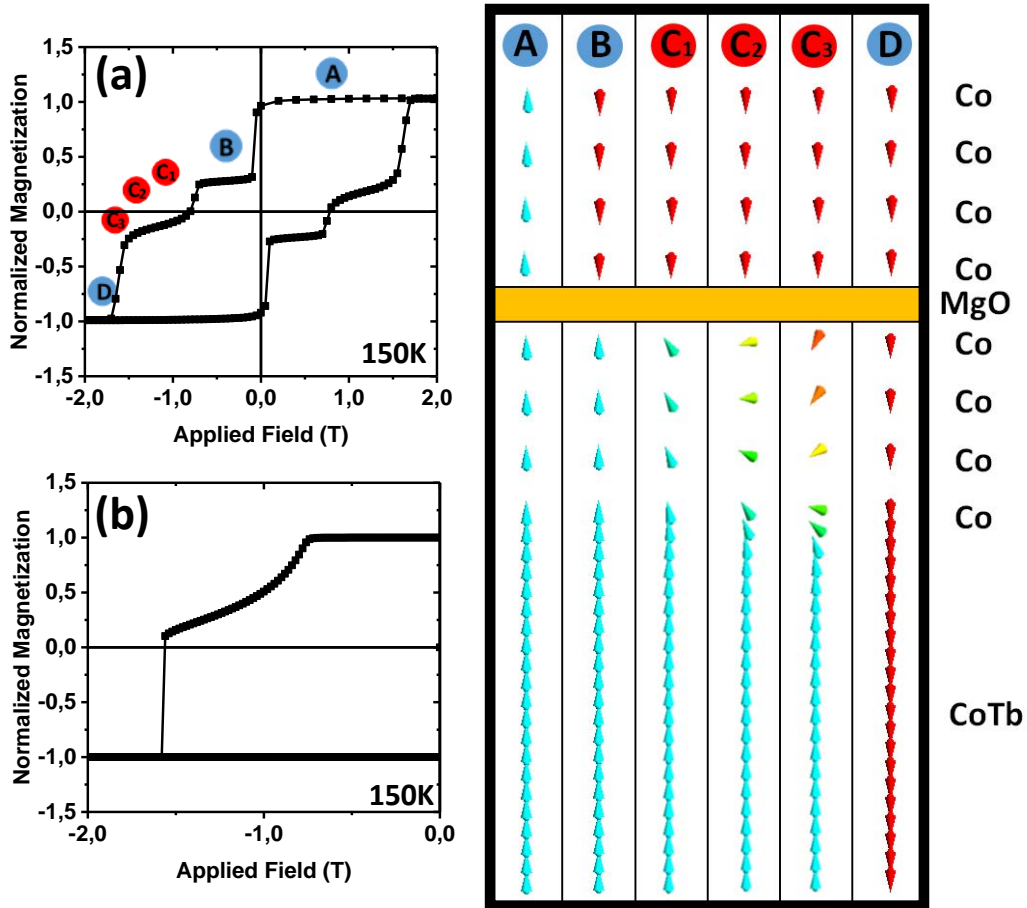 (a)
Normalized Magnetization
1,5
1,0
0,5
0,0
-0,5
-1,0
-1,5
A
B
C1
C2
C3
D
150K
-2,0 -1,0 0,0 1,0 2,0
Applied Field (T)
(b)
Normalized Magnetization
1,5
1,0
0,5
0,0
-0,5
-1,0
-1,5
150K
-2,0 -1,0 0,0
Applied Field (T)
A B C1 C2 C3 D
Co
Co
Co
Co
MgO
Co
Co
Co
Co
CoTb